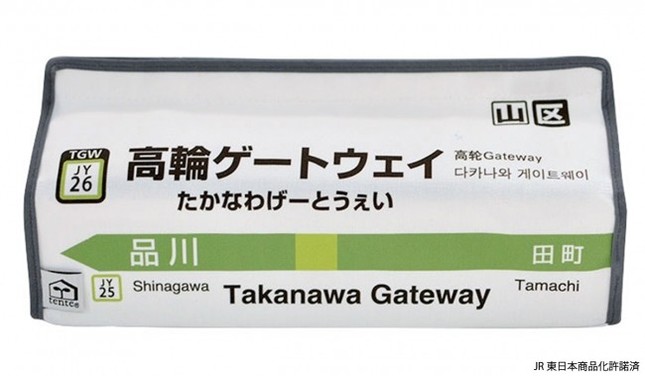 山 区
TGW
JY
26
高輪ゲートウェイ
高轮Gateway
다카나와 게이트웨이
たかなわげーとうぇい
品川
田町
tentee
JY
25
Shinagawa
Takanawa Gateway
Tamachi
JR東日本商品化許諾済